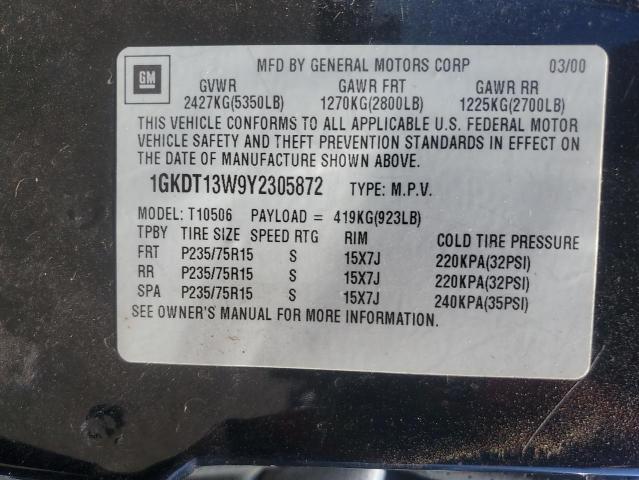 GM
MFD BY GENERAL MOTORS CORP 03/00
GVWR GAWR FRT GAWR RR
2427KG(5350LB) 1270KG(2800LB) 1225KG(2700LB)
THIS VEHICLE CONFORMS TO ALL APPLICABLE U.S. FEDERAL MOTOR
VEHICLE SAFETY AND THEFT PREVENTION STANDARDS IN EFFECT ON
THE DATE OF MANUFACTURE SHOWN ABOVE.
1GKDT13W9Y2305872 TYPE: M.P.V.
MODEL: T10506 PAYLOAD = 419KG(923LB)
TPBY TIRE SIZE SPEED RTG RIM COLD TIRE PRESSURE
FRT P235/75R15 S 15X7J 220KPA(32PSI)
RR P235/75R15 S 15X7J 220KPA(32PSI)
SPA P235/75R15 S 15X7J 240KPA(35PSI)
SEE OWNER'S MANUAL FOR MORE INFORMATION.